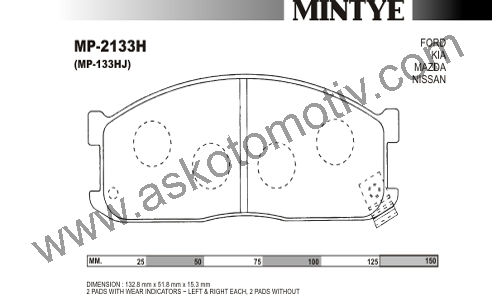 MINTYE
MP-2133H
(MP-133HJ)
FORD
KIA
MAZDA
NISSAN
www.askotomotiv.com
MM. 25 50 75 100 125 150
DIMENSION : 132.8 mm x 51.8 mm x 15.3 mm
2 PADS WITH WEAR INDICATORS – LEFT & RIGHT EACH, 2 PADS WITHOUT